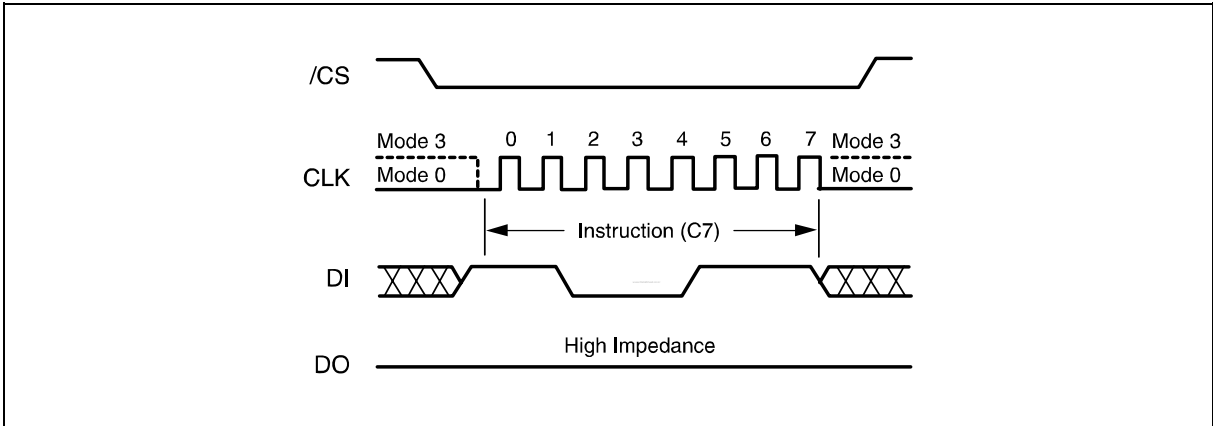 /CS
Mode 3 0 1 2 3 4 5 6 7 Mode 3
CLK Mode 0 Mode 0
Instruction (C7)
DI
High Impedance
DO